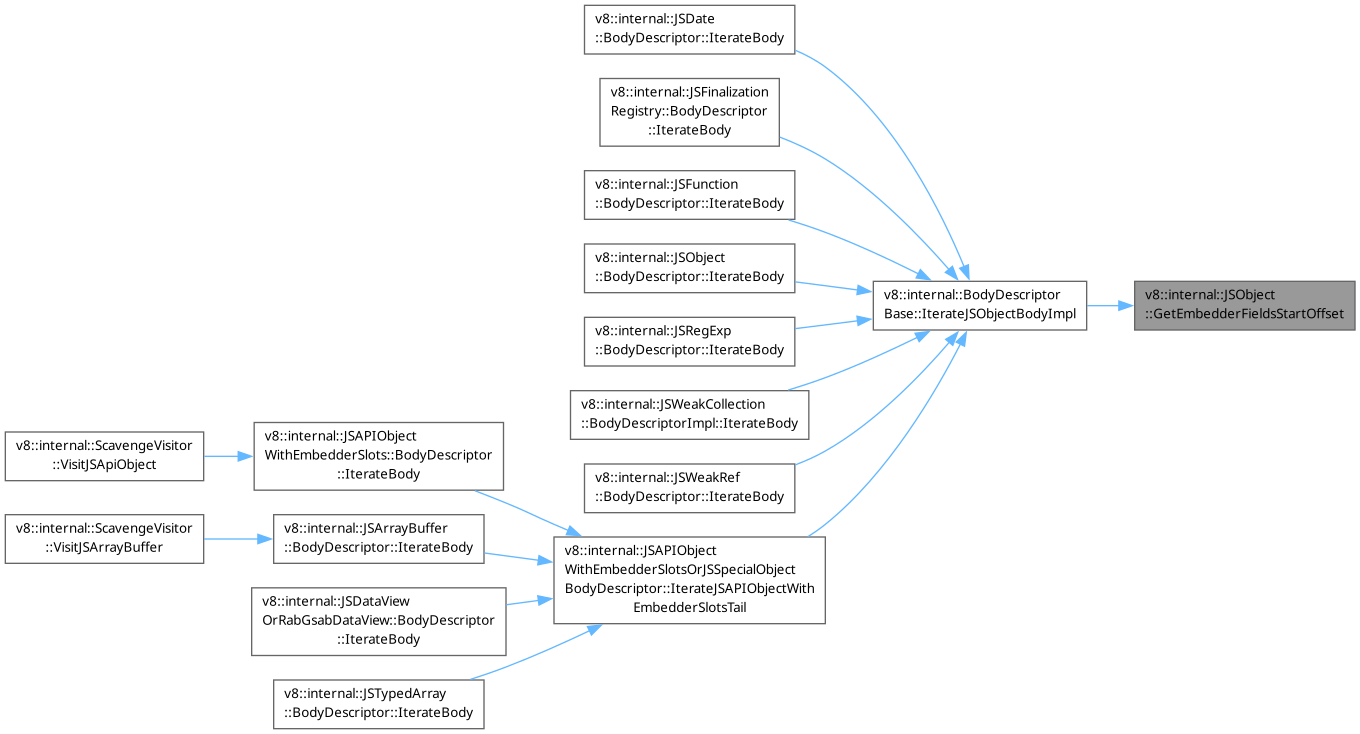 v8::internal::JSDate
::BodyDescriptor::IterateBody
v8::internal::JSFinalization
Registry::BodyDescriptor
::IterateBody
v8::internal::JSFunction
::BodyDescriptor::IterateBody
v8::internal::JSObject
::BodyDescriptor::IterateBody
v8::internal::BodyDescriptor
Base::IterateJSObjectBodyImpl
v8::internal::JSObject
::GetEmbedderFieldsStartOffset
v8::internal::JSRegExp
::BodyDescriptor::IterateBody
v8::internal::JSWeakCollection
::BodyDescriptorImpl::IterateBody
v8::internal::ScavengeVisitor
::VisitJSApiObject
v8::internal::JSAPIObject
WithEmbedderSlots::BodyDescriptor
::IterateBody
v8::internal::JSWeakRef
::BodyDescriptor::IterateBody
v8::internal::ScavengeVisitor
::VisitJSArrayBuffer
v8::internal::JSArrayBuffer
::BodyDescriptor::IterateBody
v8::internal::JSAPIObject
WithEmbedderSlotsOrJSSpecialObject
BodyDescriptor::IterateJSAPIObjectWith
EmbedderSlotsTail
v8::internal::JSDataView
OrRabGsabDataView::BodyDescriptor
::IterateBody
v8::internal::JSTypedArray
::BodyDescriptor::IterateBody